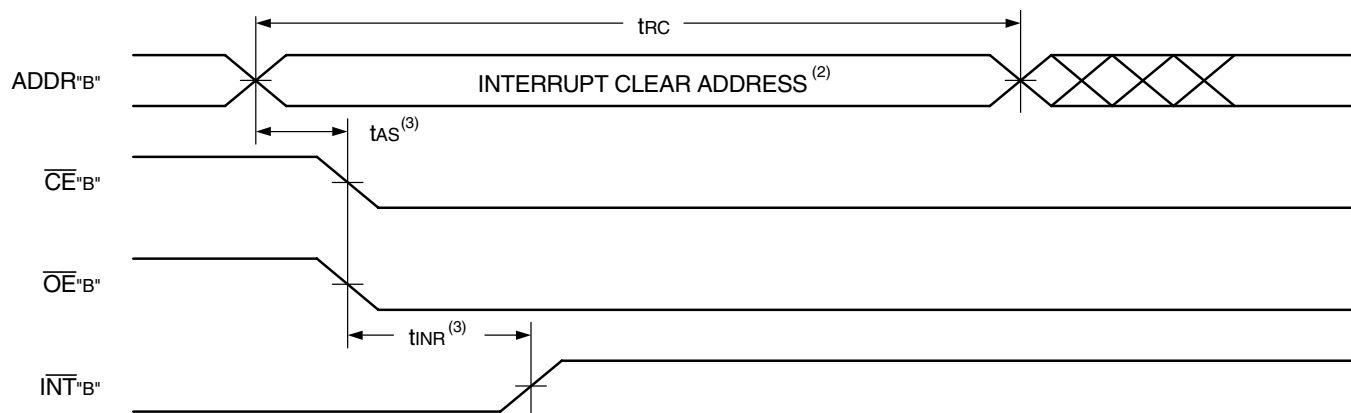 tRC
ADDR"B"
INTERRUPT CLEAR ADDRESS(2)
tAS(3)
CE"B"
OE"B"
tINR(3)
INT"B"